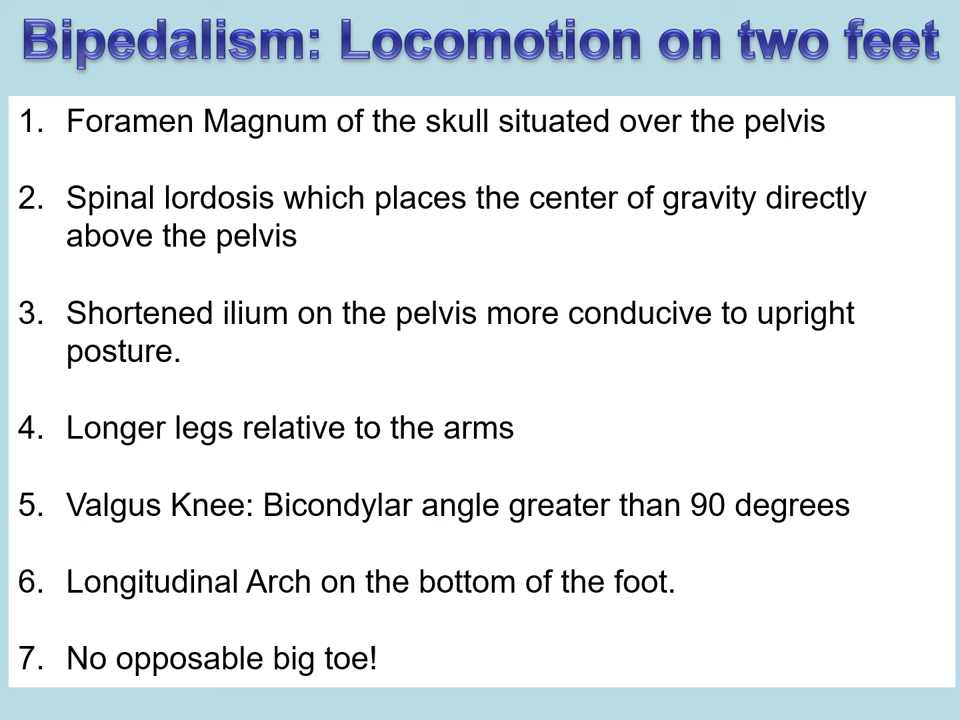 Bipedalism: Locomotion on two feet
1. Foramen Magnum of the skull situated over the pelvis
2. Spinal lordosis which places the center of gravity directly
above the pelvis
3. Shortened ilium on the pelvis more conducive to upright
posture.
4. Longer legs relative to the arms
5. Valgus Knee: Bicondylar angle greater than 90 degrees
6. Longitudinal Arch on the bottom of the foot.
7. No opposable big toe!